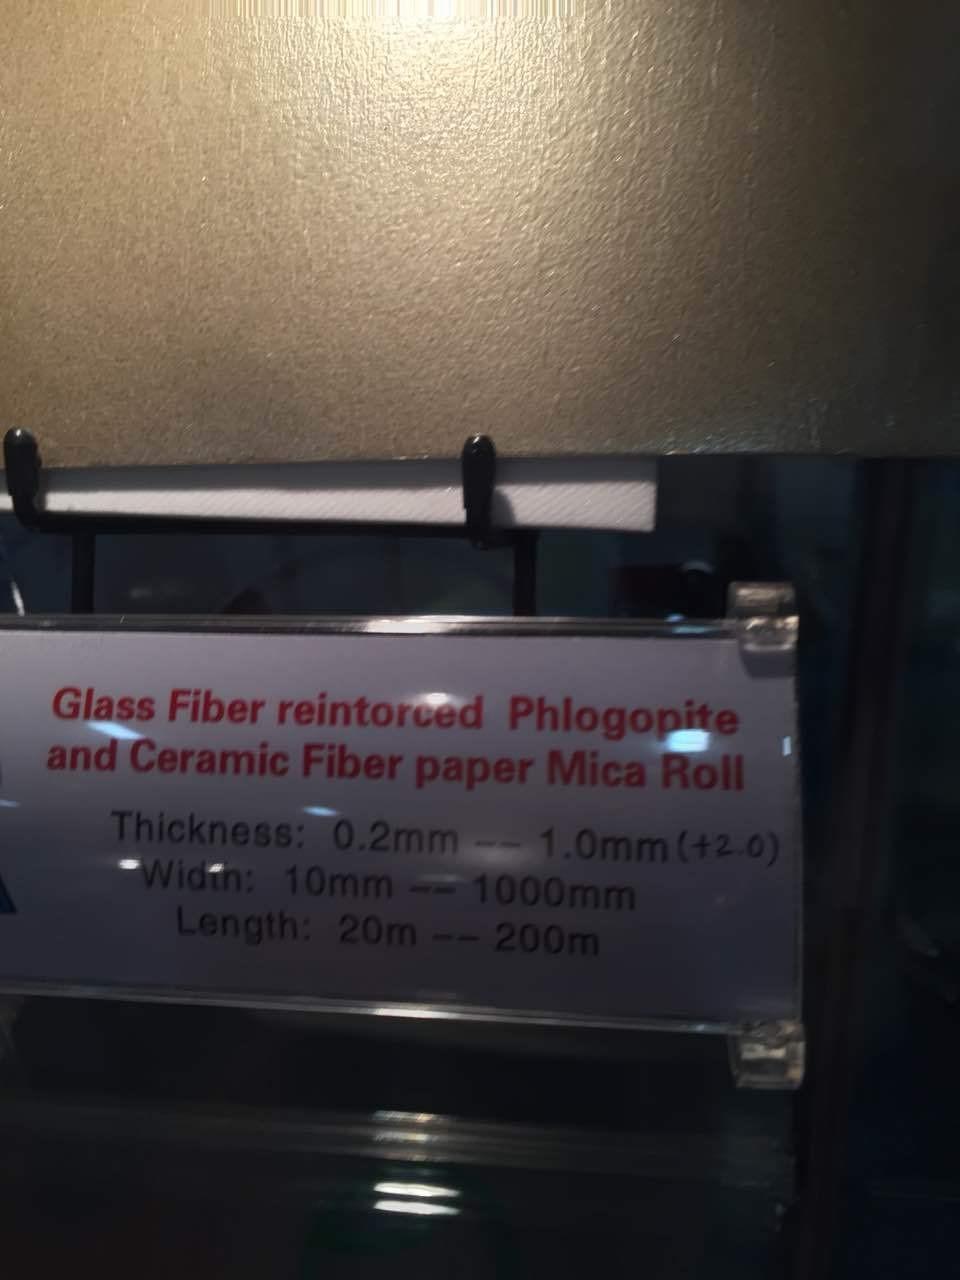 Glass Fiber reintorced Phlogopite
and Ceramic Fiber paper Mica Roll
Thickness: 0.2mm -- 1.0mm (+2.0)
Width: 10mm -- 1000mm
Length: 20m -- 200m